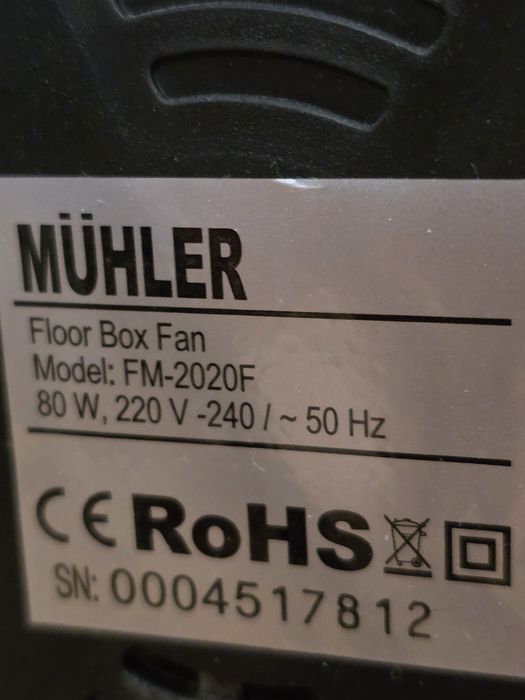 MÜHLER
Floor Box Fan
Model: FM-2020F
80 W, 220 V -240 / ~ 50 Hz
CE RoHS
SN: 0004517812